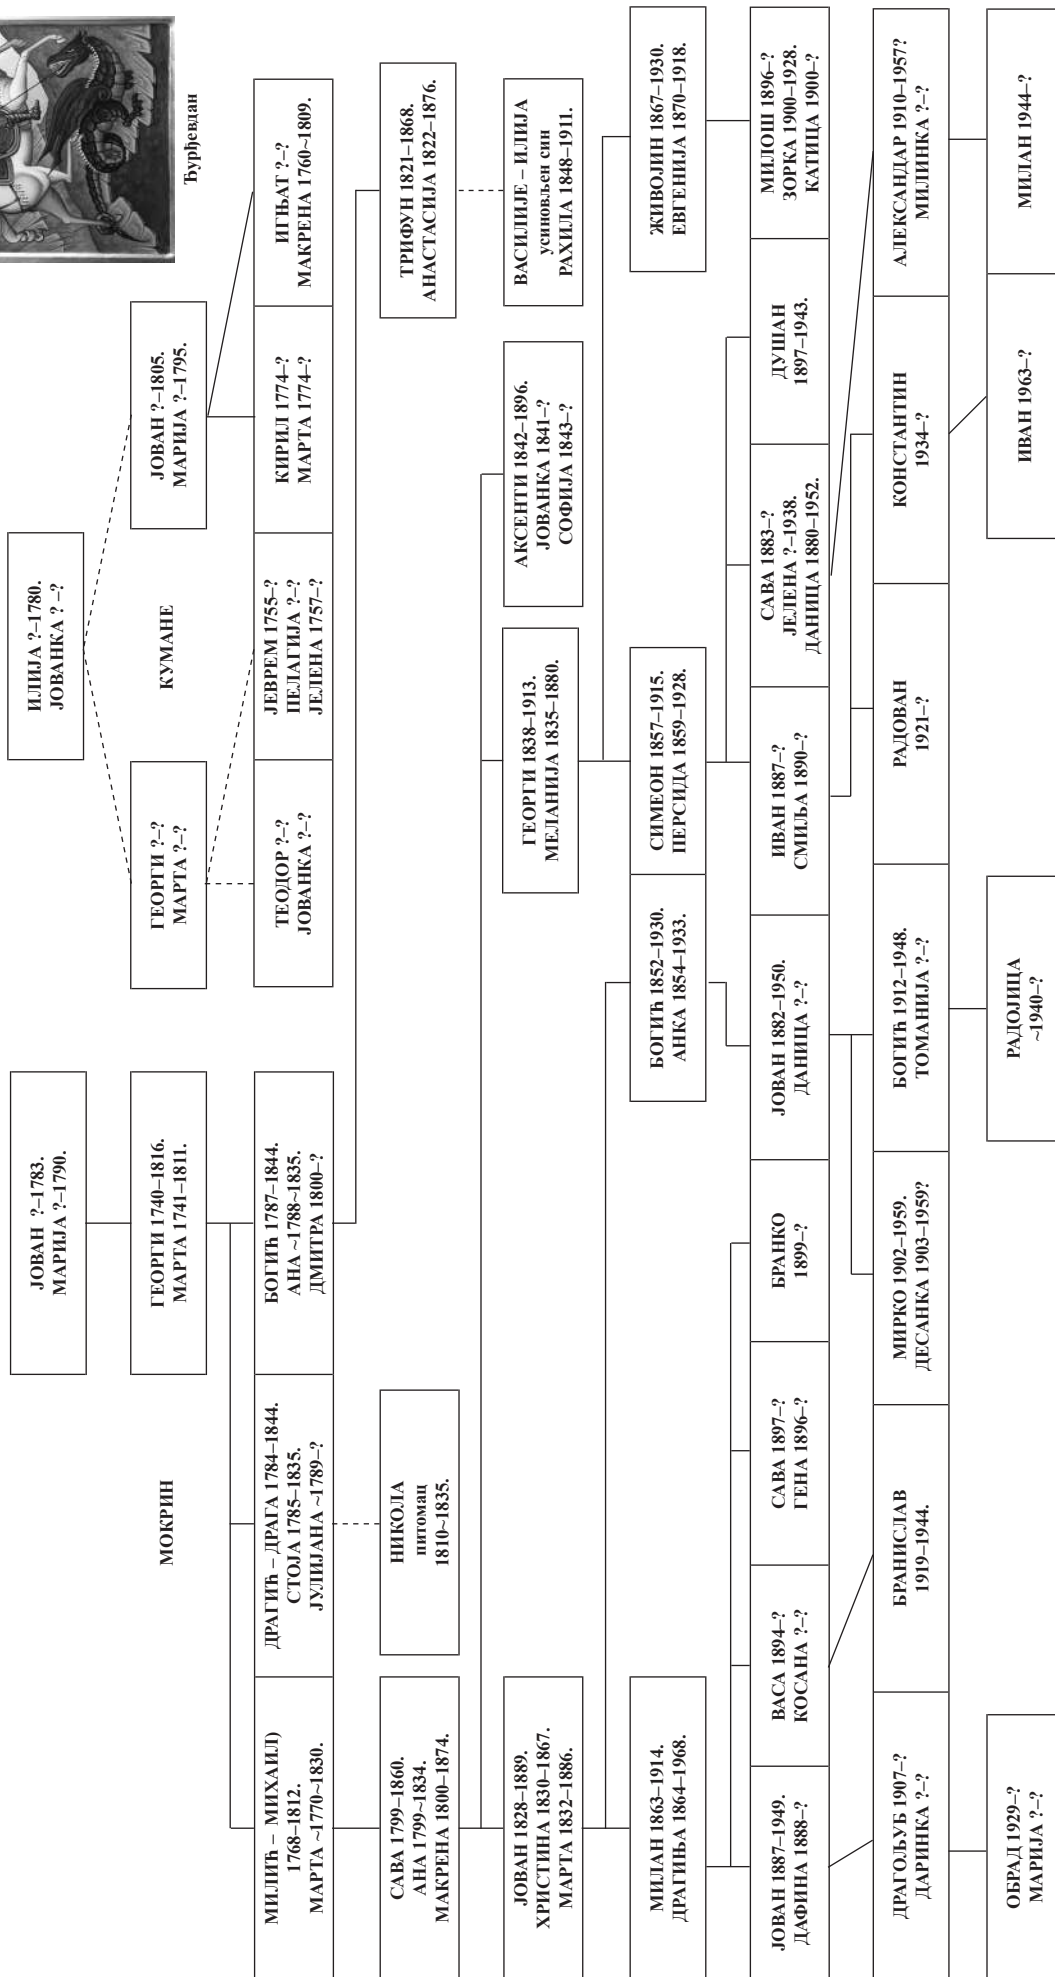 Ђурђевдан
ИЛИЈА ?–1780.
ЈОВАНКА ? –?
ЈОВАН ?–1783.
МАРИЈА ?–1790.
МОКРИН
ГЕОРГИ 1740–1816.
МАРТА 1741–1811.
ГЕОРГИ ?–?
МАРТА ?–?
КУМАНЕ
ЈОВАН ?–1805.
МАРИЈА ?–1795.
МИЛИЋ – МИХАИЛ)
1768–1812.
МАРТА ~1770~1830.
ДРАГИЋ – ДРАГА 1784–1844.
СТОЈА 1785–1835.
ЈУЛИЈАНА ~1789–?
БОГИЋ 1787–1844.
АНА ~1788~1835.
ДМИТРА 1800–?
ТЕОДОР ?–?
ЈОВАНКА ?–?
ЈЕВРЕМ 1755–?
ПЕЛАГИЈА ?–?
ЈЕЛЕНА 1757–?
КИРИЛ 1774–?
МАРТА 1774–?
ИГЊАТ ?–?
МАКРЕНА 1760~1809.
САВА 1799–1860.
АНА 1799~1834.
МАКРЕНА 1800–1874.
НИКОЛА
питомац
1810~1835.
ТРИФУН 1821–1868.
АНАСТАСИЈА 1822–1876.
ЈОВАН 1828–1889.
ХРИСТИНА 1830–1867.
МАРТА 1832–1886.
ГЕОРГИ 1838–1913.
МЕЛАНИЈА 1835–1880.
АКСЕНТИ 1842–1896.
ЈОВАНКА 1841–?
СОФИЈА 1843–?
ВАСИЛИЈЕ – ИЛИЈА
усиновљен син
РАХИЛА 1848–1911.
МИЛАН 1863–1914.
ДРАГИЊА 1864–1968.
БОГИЋ 1852–1930.
АНКА 1854–1933.
СИМЕОН 1857–1915.
ПЕРСИДА 1859–1928.
ЖИВОЈИН 1867–1930.
ЕВГЕНИЈА 1870–1918.
ЈОВАН 1887–1949.
ДАФИНА 1888–?
ВАСА 1894–?
КОСАНА ?–?
САВА 1897–?
ГЕНА 1896–?
БРАНКО
1899–?
ЈОВАН 1882–1950.
ДАНИЦА ?–?
ИВАН 1887–?
СМИЉА 1890–?
САВА 1883–?
ЈЕЛЕНА ?–1938.
ДАНИЦА 1880–1952.
ДУШАН
1897–1943.
МИЛОШ 1896–?
ЗОРКА 1900–1928.
КАТИЦА 1900–?
ДРАГОЉУБ 1907–?
ДАРИНКА ?–?
БРАНИСЛАВ
1919–1944.
МИРКО 1902–1959.
ДЕСАНКА 1903–1959?
БОГИЋ 1912–1948.
ТОМАНИЈА ?–?
РАДОВАН
1921–?
КОНСТАНТИН
1934–?
АЛЕКСАНДАР 1910–1957?
МИЛИНКА ?–?
ОБРАД 1929–?
МАРИЈА ?–?
РАДОЈИЦА
~1940–?
ИВАН 1963–?
МИЛАН 1944–?